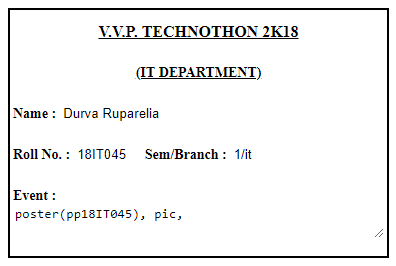 V.V.P. TECHNOTHON 2K18
(IT DEPARTMENT)
Name : Durva Ruparelia
Roll No. : 18IT045 Sem/Branch : 1/it
Event :
poster(pp18IT045), pic,